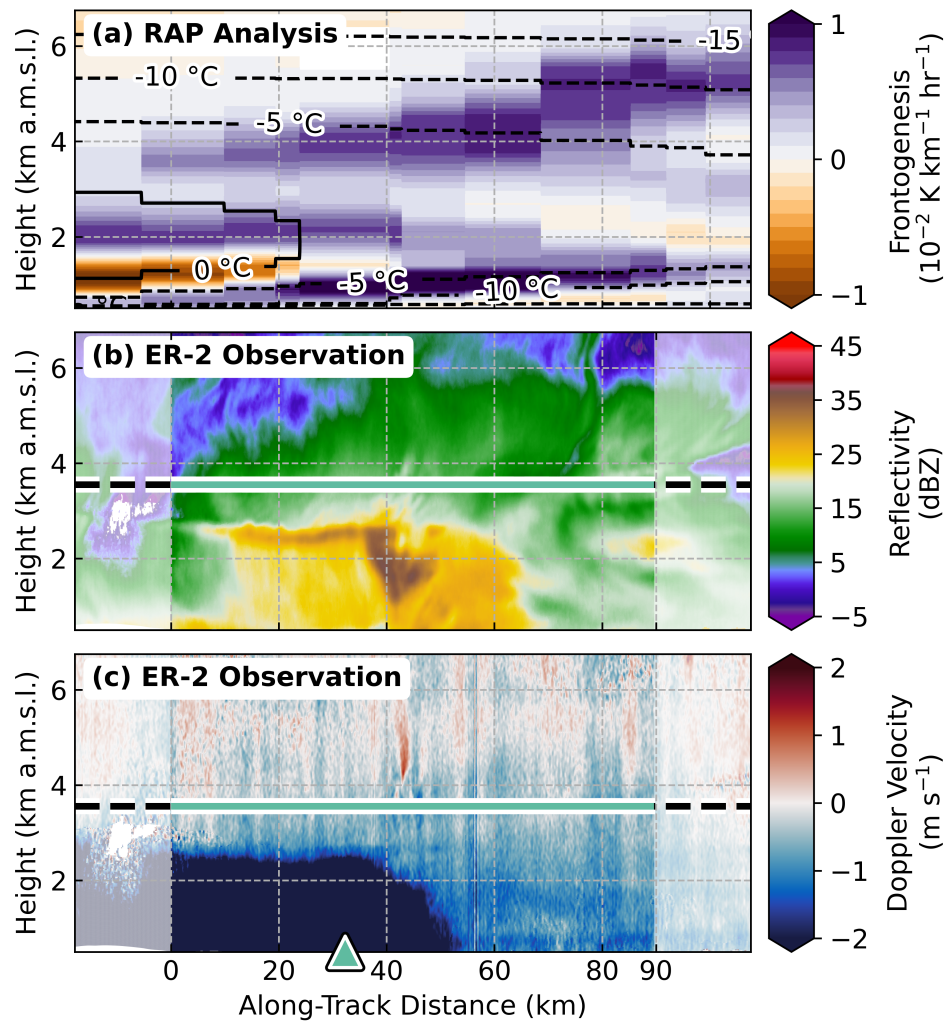 (a) RAP Analysis
-15
-10 °C
-5 °C
0 °C
-5 °C
-10 °C
°C
6
4
2
Height (km a.m.s.l.)
1
0
−1
Frontogenesis
(10⁻² K km⁻¹ hr⁻¹)
(b) ER-2 Observation
6
4
2
Height (km a.m.s.l.)
45
35
25
15
5
−5
Reflectivity
(dBZ)
(c) ER-2 Observation
6
4
2
Height (km a.m.s.l.)
2
1
0
−1
−2
Doppler Velocity
(m s⁻¹)
0 20 40 60 80 90
Along-Track Distance (km)